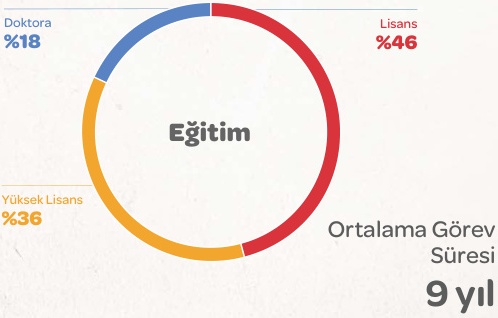 Doktora
%18
Lisans
%46
Eğitim
Yüksek Lisans
%36
Ortalama Görev
Süresi
9 yıl